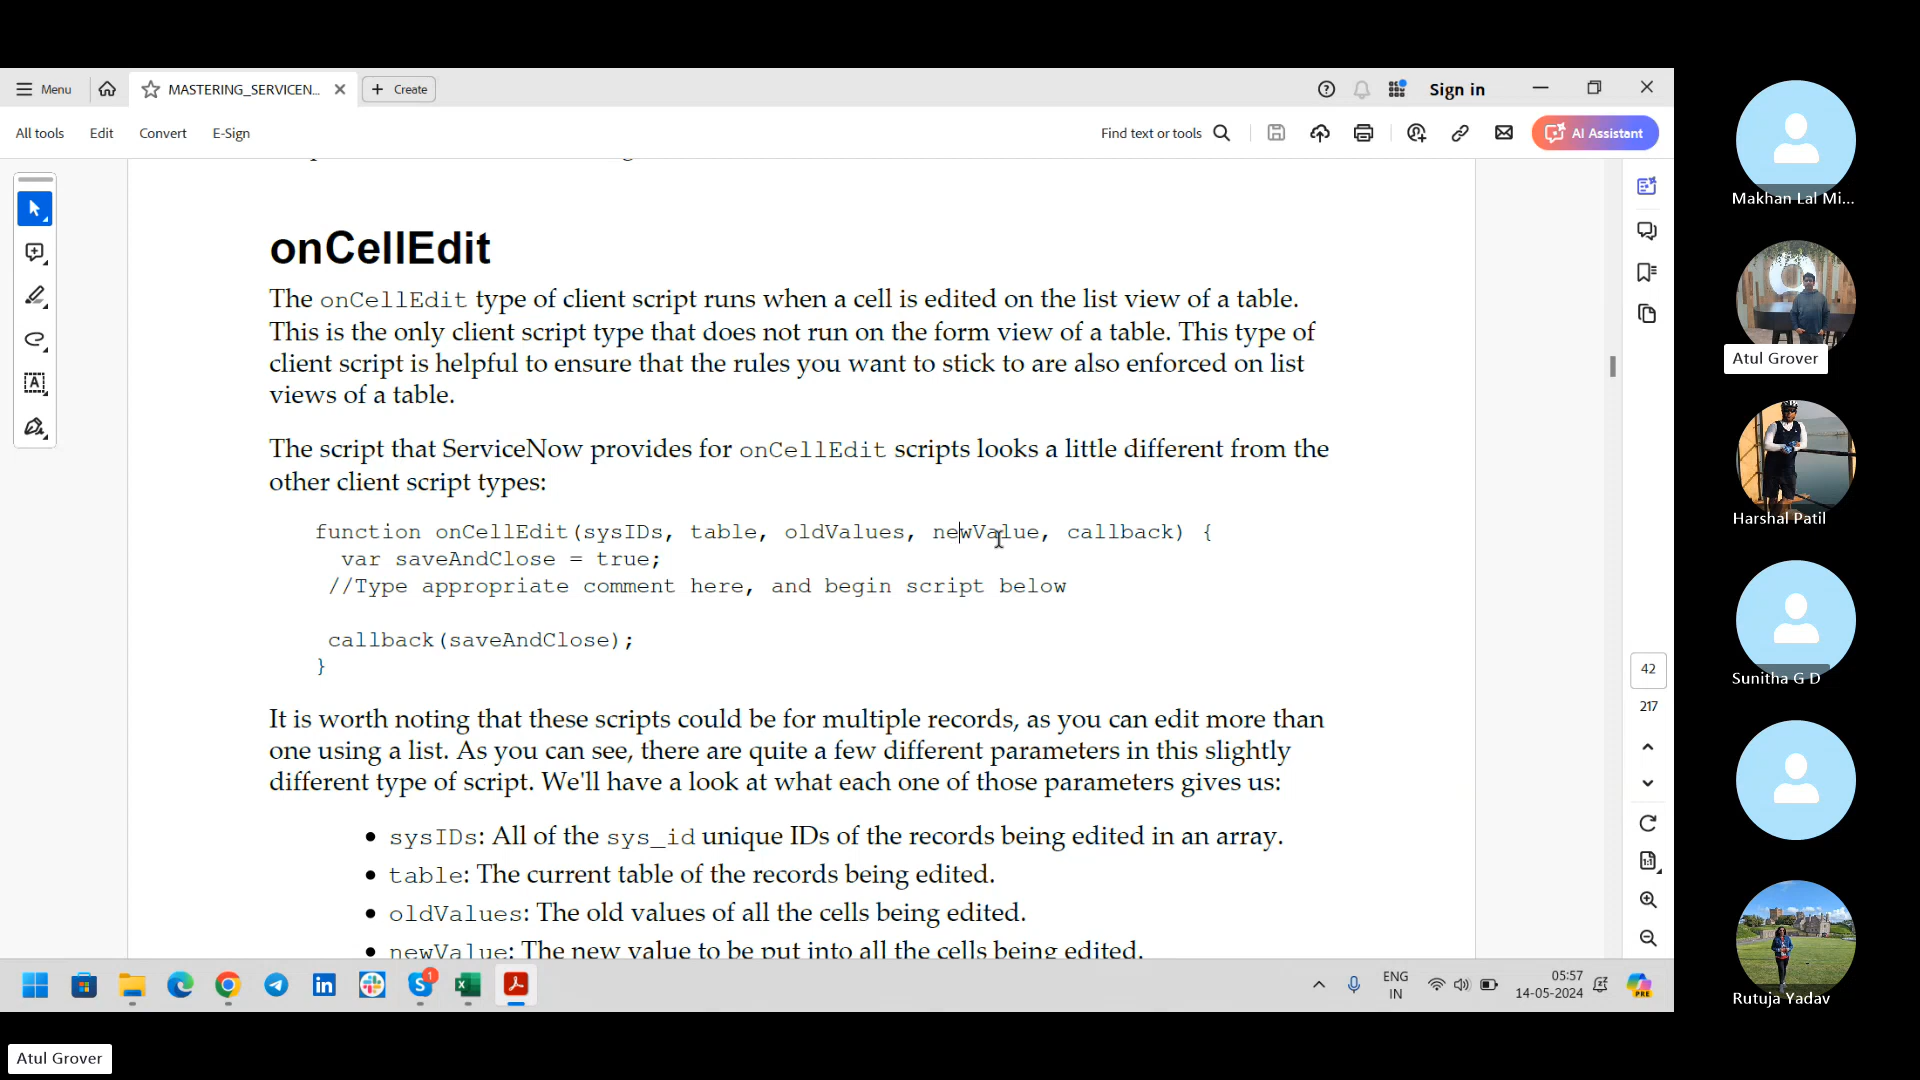 Menu
MASTERING_SERVICEN...
Create
Sign in
All tools
Edit
Convert
E-Sign
Find text or tools
AI Assistant
onCellEdit
The onCellEdit type of client script runs when a cell is edited on the list view of a table.
This is the only client script type that does not run on the form view of a table. This type of
client script is helpful to ensure that the rules you want to stick to are also enforced on list
views of a table.
The script that ServiceNow provides for onCellEdit scripts looks a little different from the
other client script types:
function onCellEdit(sysIDs, table, oldValues, newValue, callback) {
var saveAndClose = true;
//Type appropriate comment here, and begin script below
callback(saveAndClose);
}
It is worth noting that these scripts could be for multiple records, as you can edit more than
one using a list. As you can see, there are quite a few different parameters in this slightly
different type of script. We'll have a look at what each one of those parameters gives us:
• sysIDs: All of the sys_id unique IDs of the records being edited in an array.
• table: The current table of the records being edited.
• oldValues: The old values of all the cells being edited.
• newValue: The new value to be put into all the cells being edited.
42
217
1
ENG
IN
05:57
14-05-2024
PRE
Makhan Lal Mi...
Atul Grover
Harshal Patil
Sunitha G D
Rutuja Yadav
Atul Grover